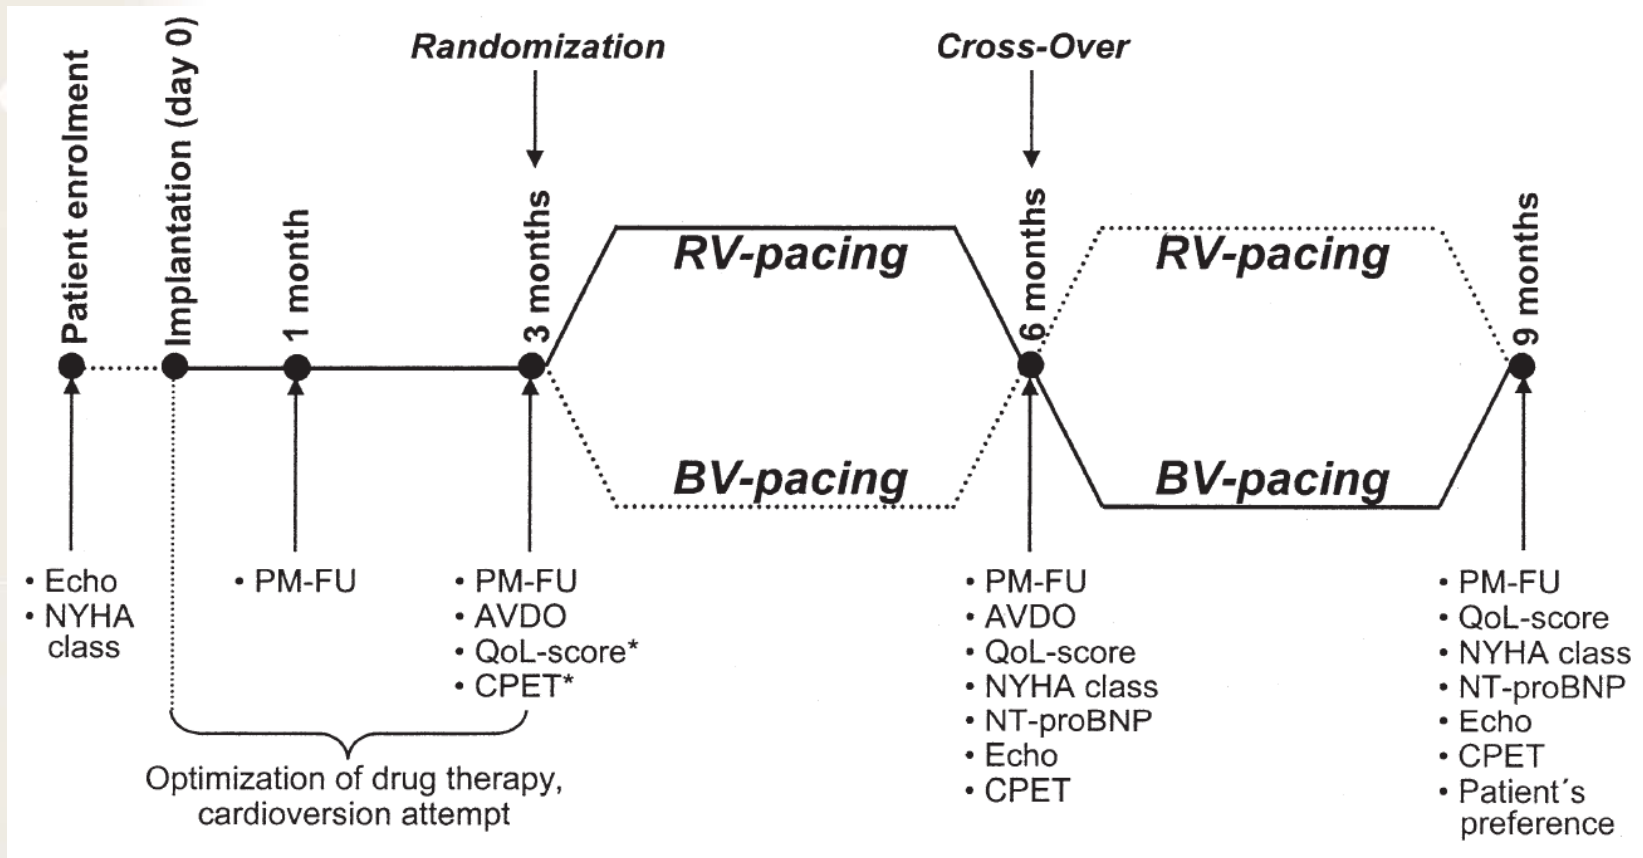 Randomization
Cross-Over
Patient enrolment
Implantation (day 0)
1 month
3 months
6 months
9 months
RV-pacing
RV-pacing
BV-pacing
BV-pacing
• Echo
• NYHA
class
• PM-FU
• PM-FU
• AVDO
• QoL-score*
• CPET*
• PM-FU
• AVDO
• QoL-score
• NYHA class
• NT-proBNP
• Echo
• CPET
• PM-FU
• QoL-score
• NYHA class
• NT-proBNP
• Echo
• CPET
• Patient´s
preference
Optimization of drug therapy,
cardioversion attempt